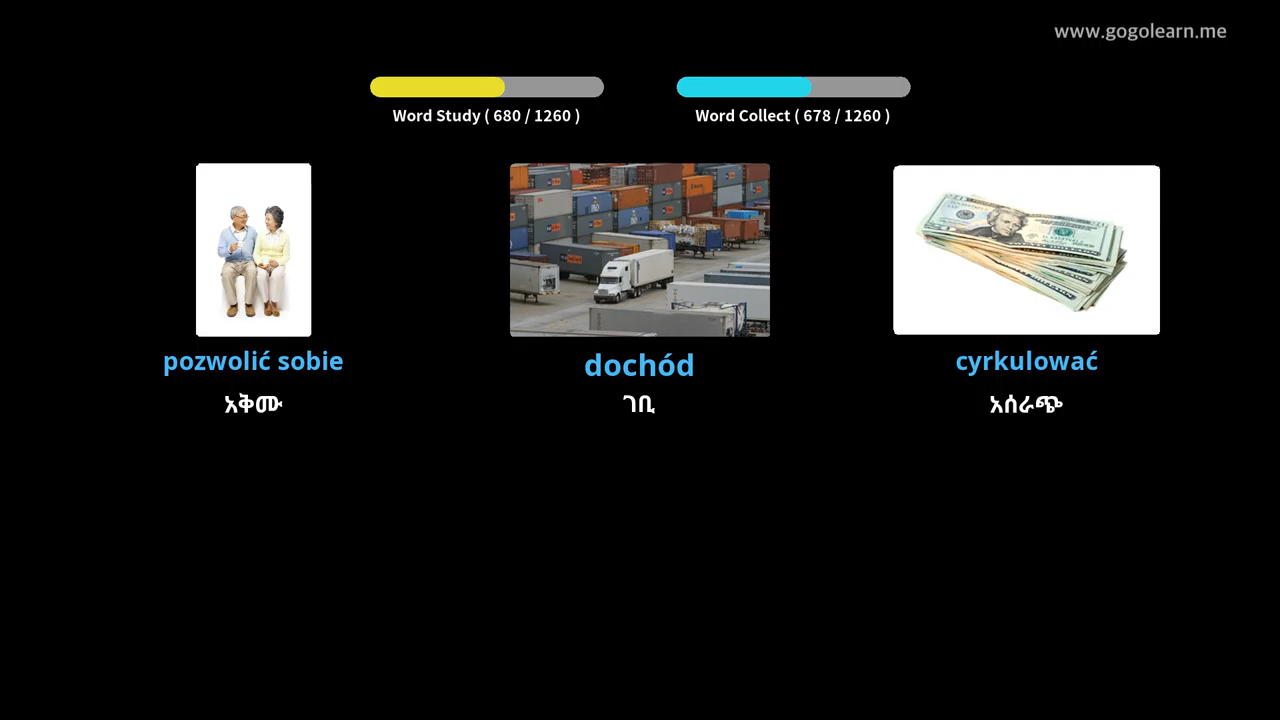 www.gogolearn.me
Word Study ( 680 / 1260 )
Word Collect ( 678 / 1260 )
pozwolić sobie
dochód
cyrkulować
አቅሙ
ገቢ
አሰራጭ